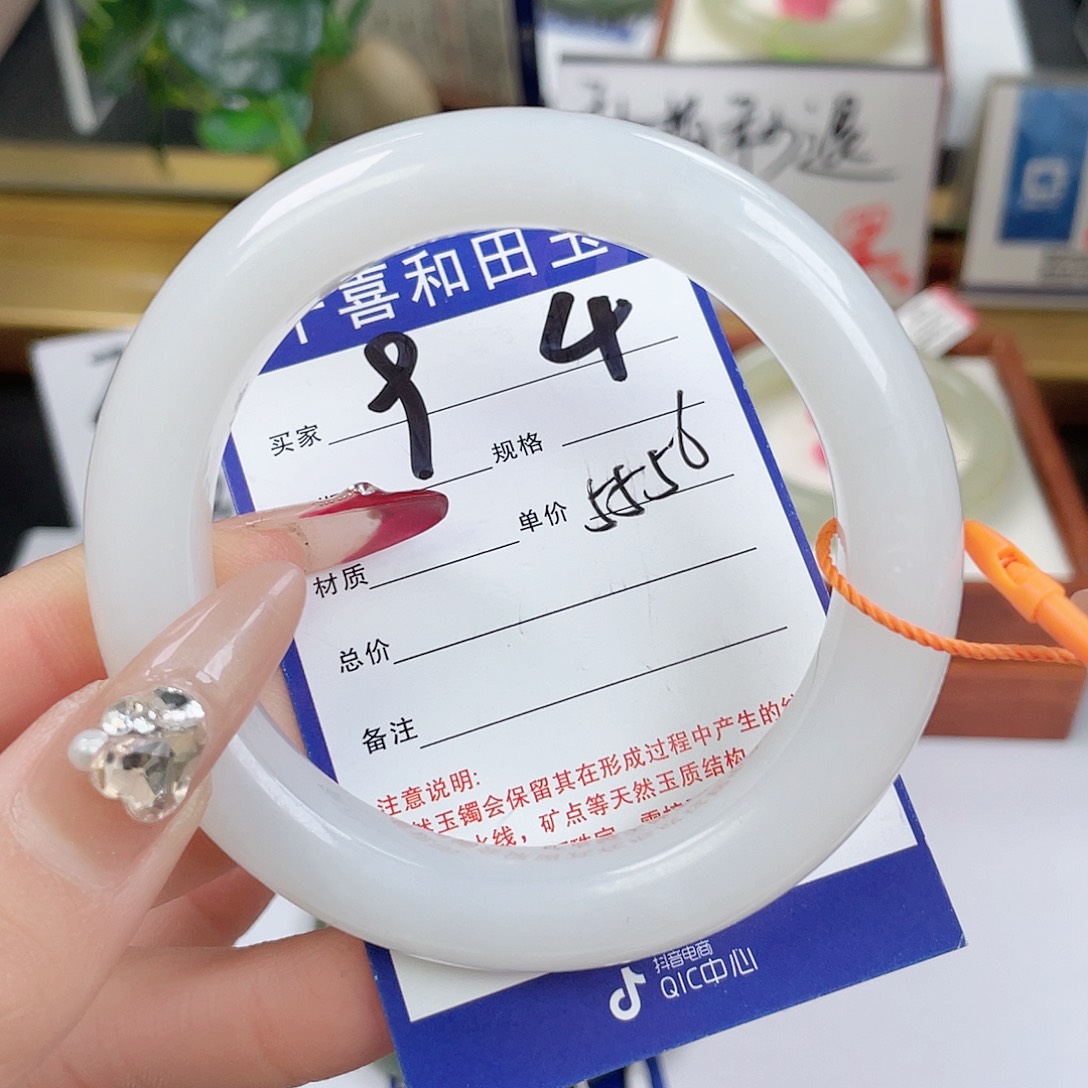 喜和田玉
9 4
买家
规格
单价 5556
材质
总价
备注
注意说明:
玉镯会保留其在形成过程中产生的
水线，矿点等天然玉质结构
抖音电商
QIC中心